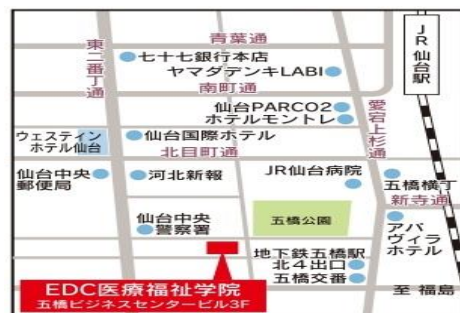 青葉通
JR仙台駅
東二番丁通
七十七銀行本店
ヤマダデンキLABI
南町通
仙台PARCO2
ホテルモントレ
愛宕上杉通
ウェスティン
ホテル仙台
仙台国際ホテル
北目町通
仙台中央
郵便局
河北新報
JR仙台病院
五橋横丁
新寺通
仙台中央
警察署
五橋公園
アパ
ヴィラ
ホテル
地下鉄五橋駅
北4出口
五橋交番
至 福島
EDC医療福祉学院
五橋ビジネスセンタービル3F